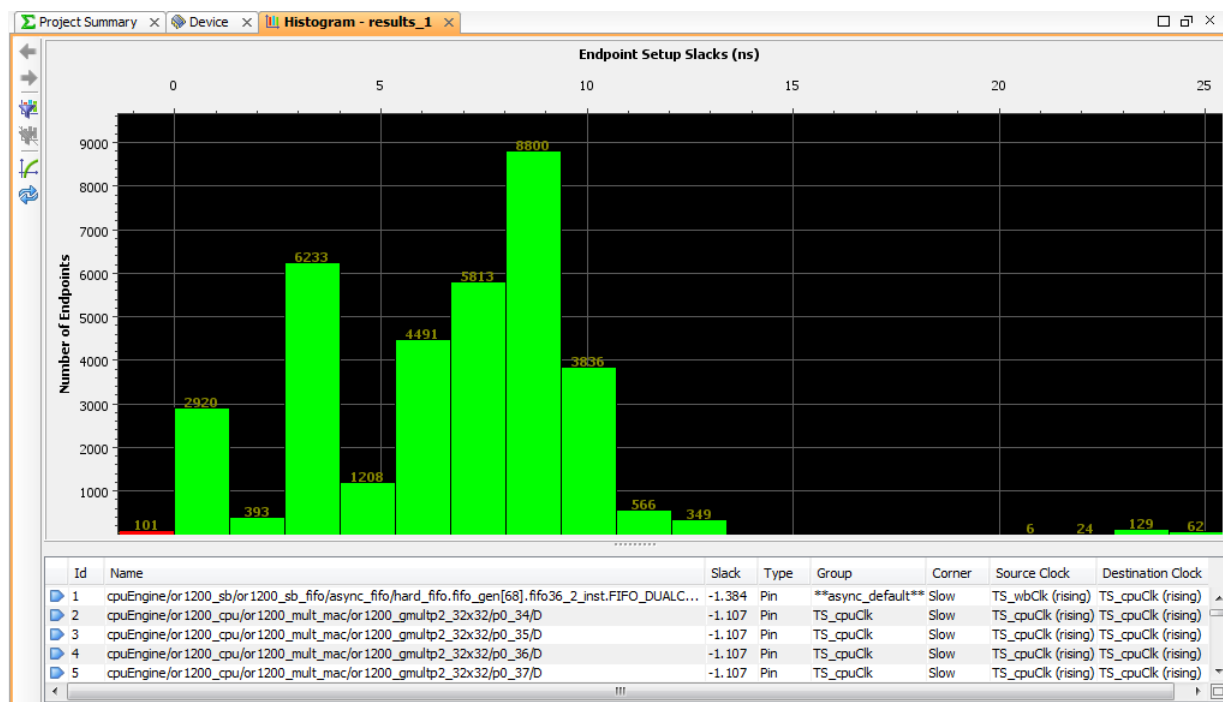 Project Summary Device Histogram - results_1
Endpoint Setup Slacks (ns)
0 5 10 15 20 25
Number of Endpoints
9000
8000
7000
6000
5000
4000
3000
2000
1000
101 2920 393 6233 1208 4491 5813 8800 3836 566 349 6 24 129 62
Id Name Slack Type Group Corner Source Clock Destination Clock
1 cpuEngine/or1200_sb/or1200_sb_fifo/async_fifo/hard_fifo.fifo_gen[68].fifo36_2_inst.FIFO_DUALC... -1.384 Pin **async_default** Slow TS_wbClk (rising) TS_cpuClk (rising)
2 cpuEngine/or1200_cpu/or1200_mult_mac/or1200_gmultp2_32x32/p0_34/D -1.107 Pin TS_cpuClk Slow TS_cpuClk (rising) TS_cpuClk (rising)
3 cpuEngine/or1200_cpu/or1200_mult_mac/or1200_gmultp2_32x32/p0_35/D -1.107 Pin TS_cpuClk Slow TS_cpuClk (rising) TS_cpuClk (rising)
4 cpuEngine/or1200_cpu/or1200_mult_mac/or1200_gmultp2_32x32/p0_36/D -1.107 Pin TS_cpuClk Slow TS_cpuClk (rising) TS_cpuClk (rising)
5 cpuEngine/or1200_cpu/or1200_mult_mac/or1200_gmultp2_32x32/p0_37/D -1.107 Pin TS_cpuClk Slow TS_cpuClk (rising) TS_cpuClk (rising)